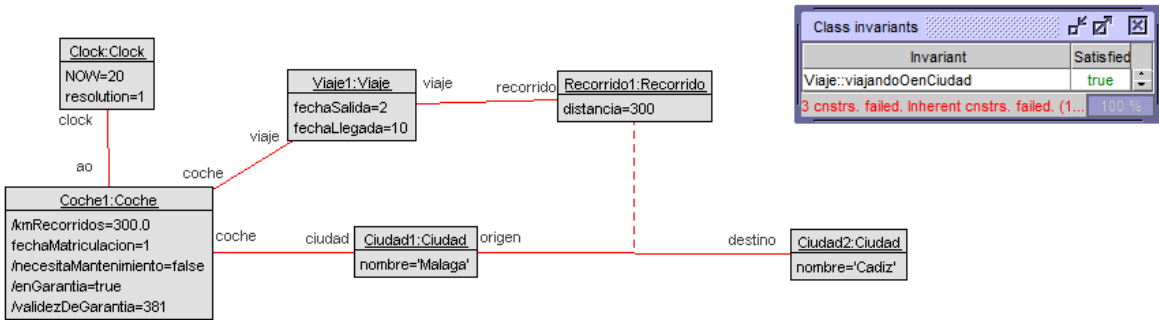 Class invariants
Invariant Satisfied
Viaje::viajandoOenCiudad true
3 cnstrs. failed. Inherent cnstrs. failed. (1... 100 %
Clock:Clock
NOW=20
resolution=1
clock
ao
Viaje1:Viaje
fechaSalida=2
fechaLlegada=10
viaje
recorrido
Recorrido1:Recorrido
distancia=300
viaje
coche
Coche1:Coche
/kmRecorridos=300.0
fechaMatriculacion=1
/necesitaMantenimiento=false
/enGarantia=true
/validezDeGarantia=381
coche
ciudad
Ciudad1:Ciudad
nombre='Malaga'
origen
destino
Ciudad2:Ciudad
nombre='Cadiz'